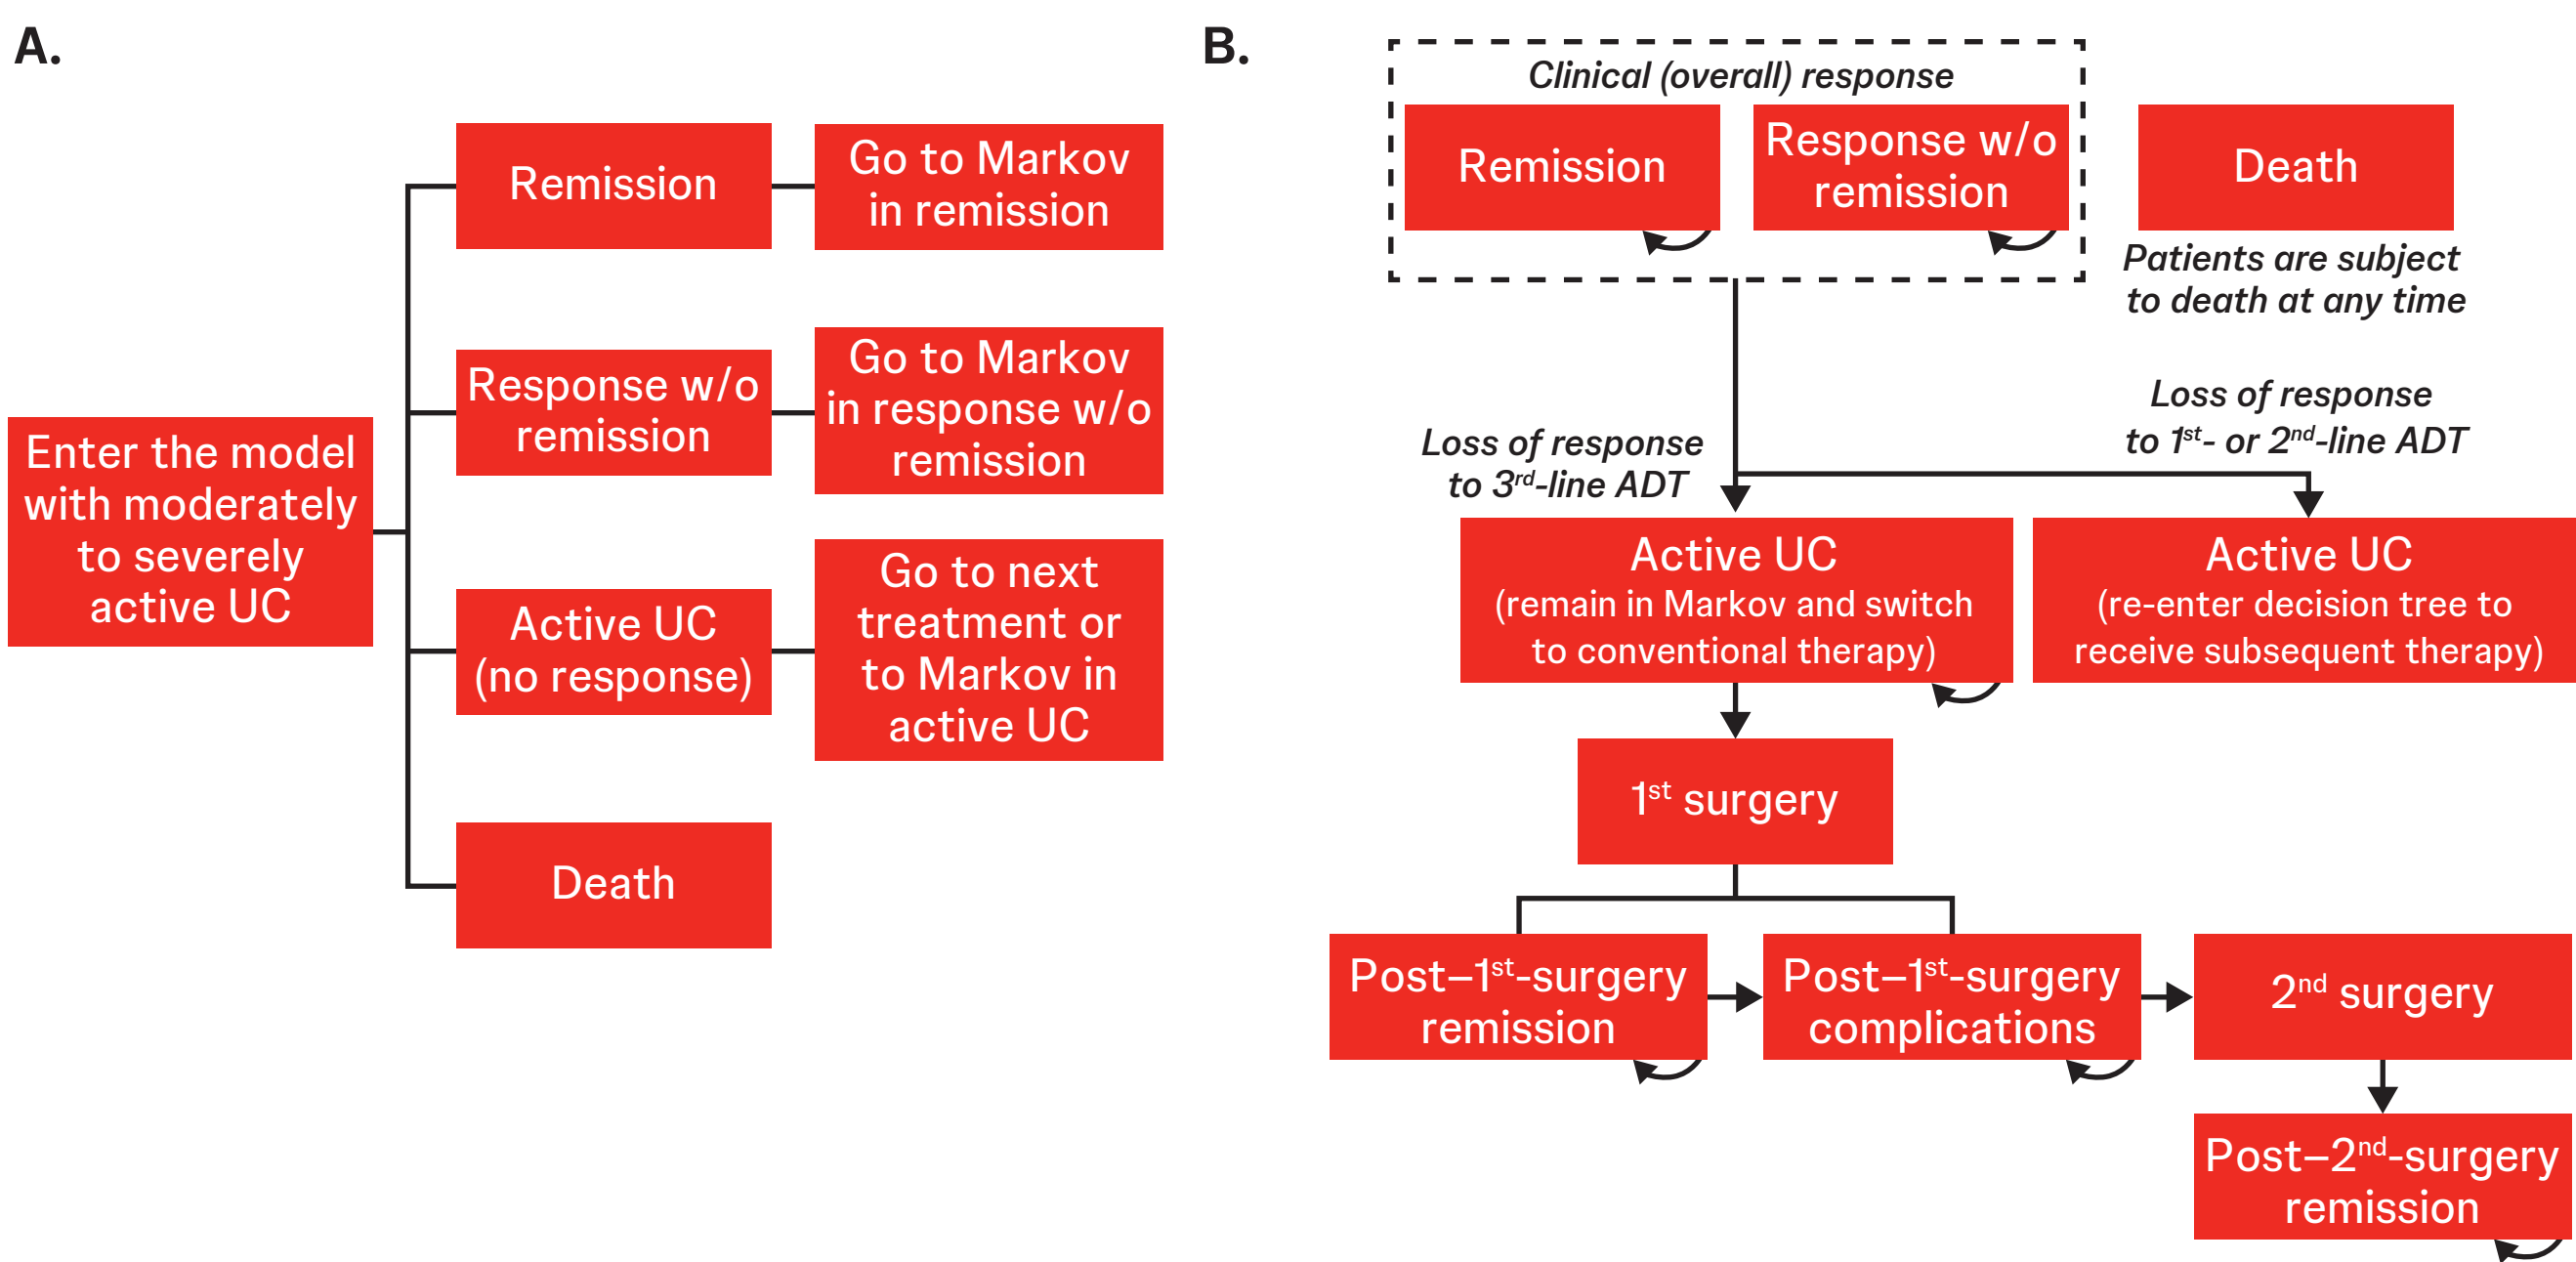 A.
Enter the model
with moderately
to severely
active UC
Remission
Go to Markov
in remission
Response w/o
remission
Go to Markov
in response w/o
remission
Active UC
(no response)
Go to next
treatment or
to Markov in
active UC
Death
B.
Clinical (overall) response
Remission
Response w/o
remission
Death
Patients are subject
to death at any time
Loss of response
to 3rd-line ADT
Loss of response
to 1st- or 2nd-line ADT
Active UC
(remain in Markov and switch
to conventional therapy)
Active UC
(re-enter decision tree to
receive subsequent therapy)
1st surgery
Post–1st-surgery
remission
Post–1st-surgery
complications
2nd surgery
Post–2nd-surgery
remission